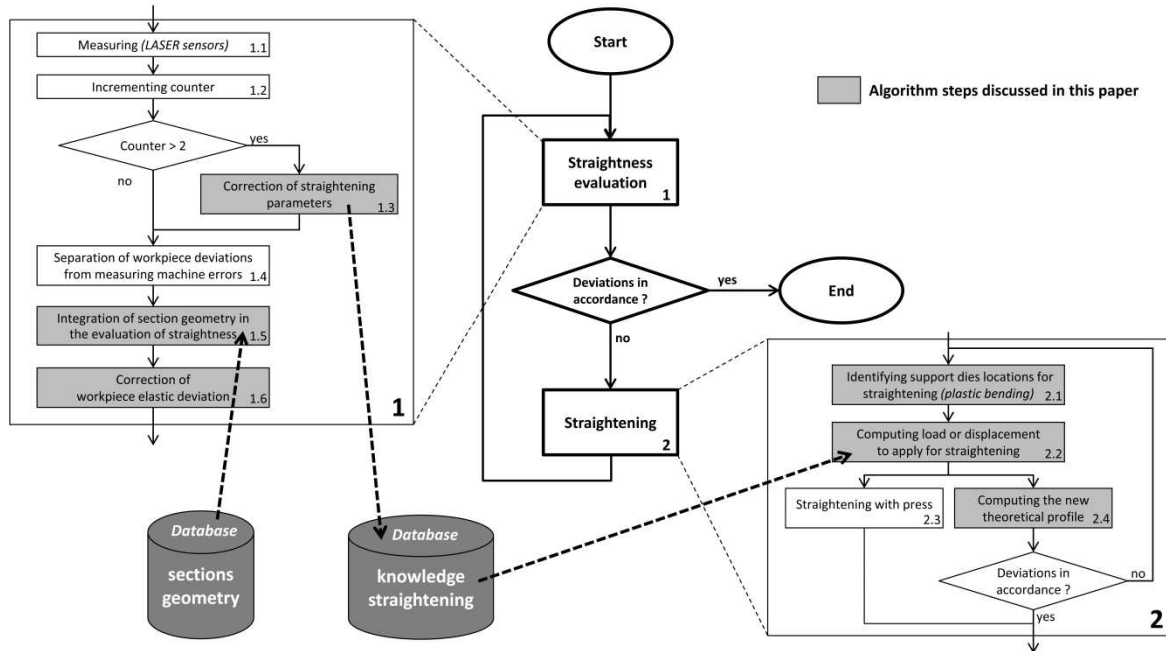 Measuring (LASER sensors)
1.1
Incrementing counter
1.2
Counter > 2
yes
no
Correction of straightening
parameters
1.3
Separation of workpiece deviations
from measuring machine errors
1.4
Integration of section geometry in
the evaluation of straightness
1.5
Correction of
workpiece elastic deviation
1.6
1
Database
sections
geometry
Database
knowledge
straightening
Start
Straightness
evaluation
1
Deviations in
accordance ?
yes
End
no
Straightening
2
Algorithm steps discussed in this paper
Identifying support dies locations for
straightening (plastic bending)
2.1
Computing load or displacement
to apply for straightening
2.2
Straightening with press
2.3
Computing the new
theoretical profile
2.4
Deviations in
accordance ?
no
yes
2